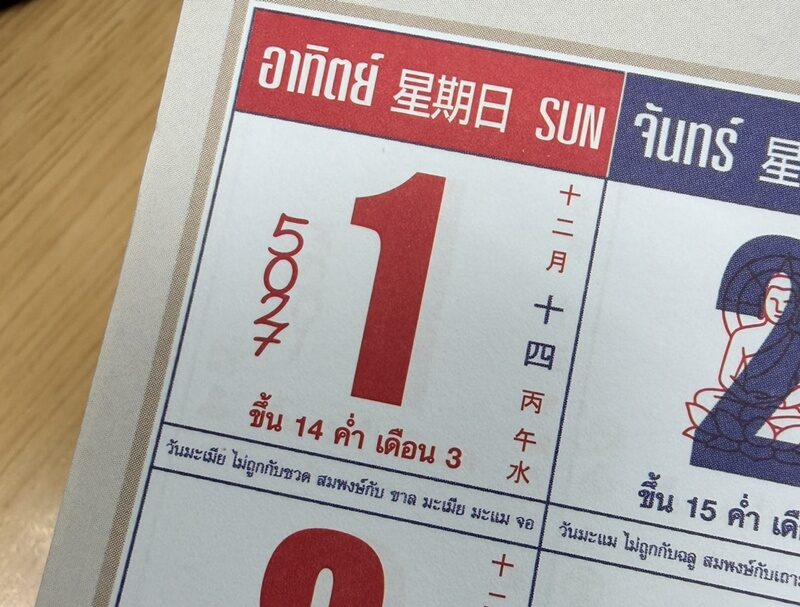 อาทิตย์ 星期日 SUN
จันทร์ 星
1
5027
十二月十四丙午水
ขึ้น 14 ค่ำ เดือน 3
วันมะเมีย ไม่ถูกกับชวด สมพงษ์กับ ขาล มะเมีย มะแม จอ
2
ขึ้น 15 ค่ำ
วันมะแม ไม่ถูกกับฉลู สมพงษ์กับเถาะ
十二